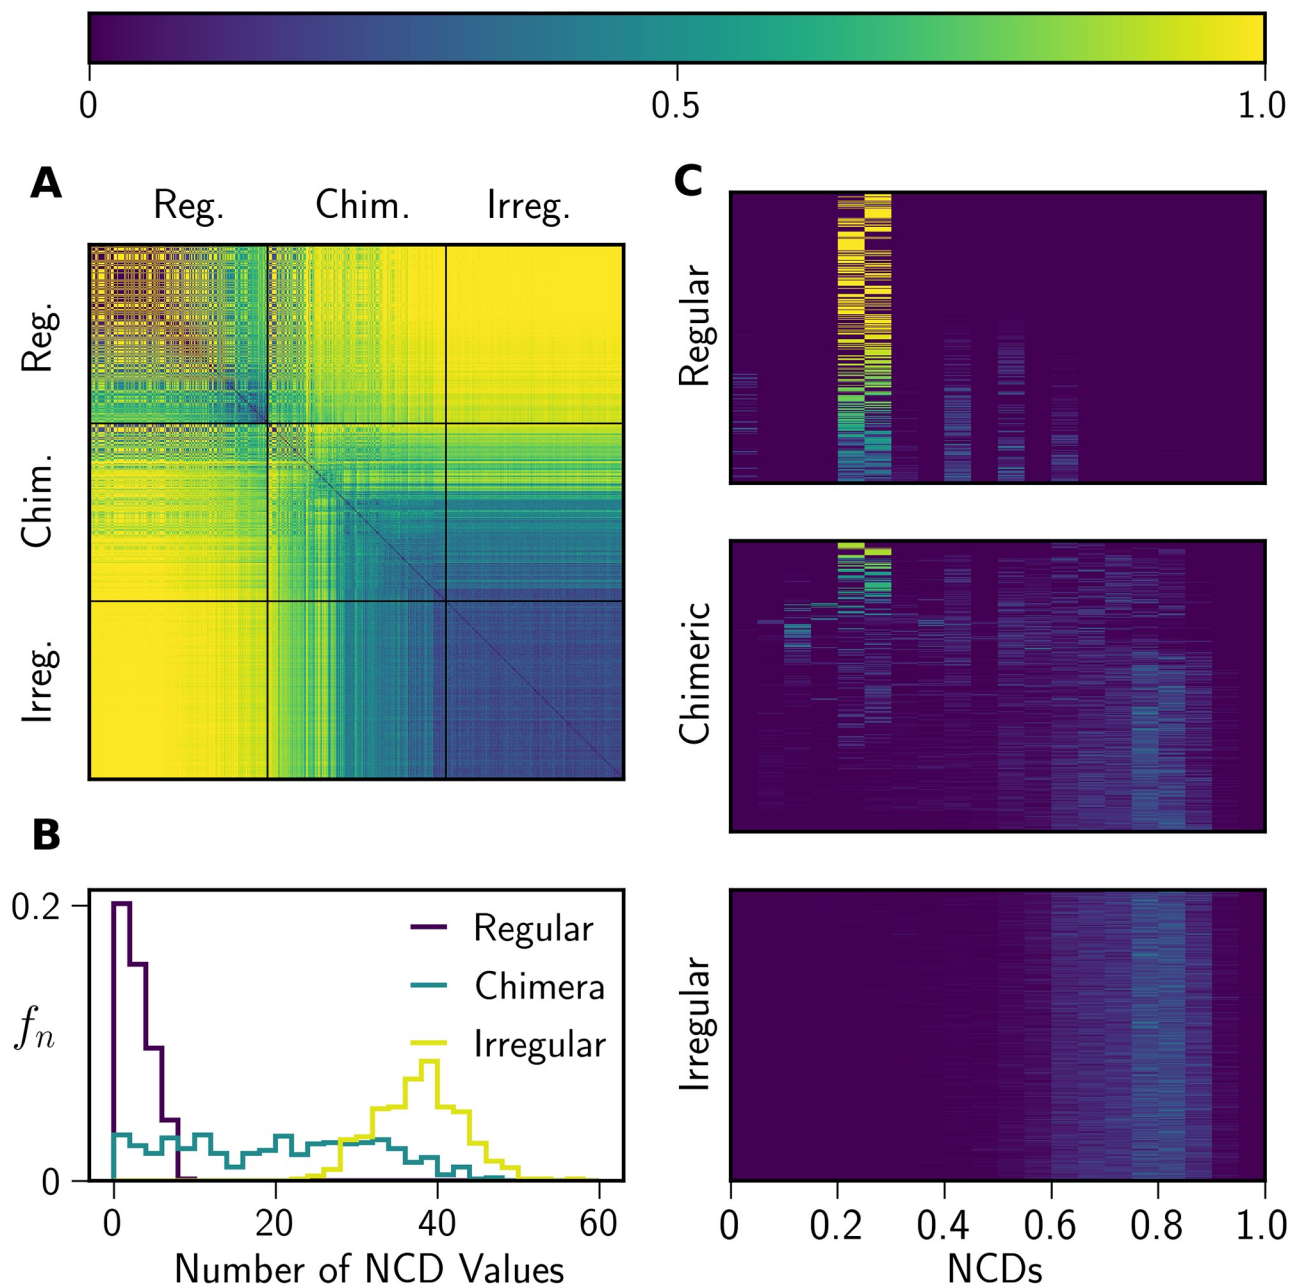 0 0.5 1.0
A
Reg. Chim. Irreg.
Reg.
Chim.
Irreg.
B
0.2
0
fn
Regular
Chimera
Irregular
0 20 40 60
Number of NCD Values
C
Regular
Chimeric
Irregular
0 0.2 0.4 0.6 0.8 1.0
NCDs